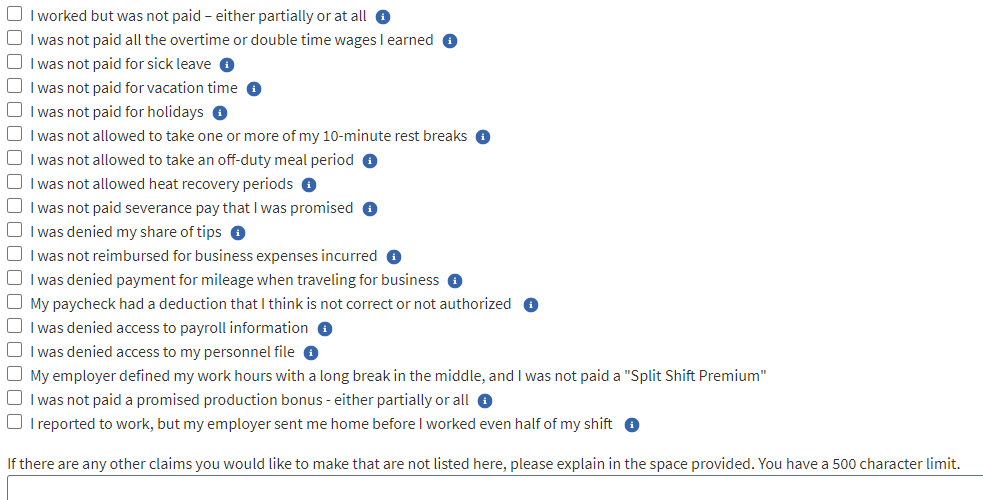 I worked but was not paid – either partially or at all
I was not paid all the overtime or double time wages I earned
I was not paid for sick leave
I was not paid for vacation time
I was not paid for holidays
I was not allowed to take one or more of my 10-minute rest breaks
I was not allowed to take an off-duty meal period
I was not allowed heat recovery periods
I was not paid severance pay that I was promised
I was denied my share of tips
I was not reimbursed for business expenses incurred
I was denied payment for mileage when traveling for business
My paycheck had a deduction that I think is not correct or not authorized
I was denied access to payroll information
I was denied access to my personnel file
My employer defined my work hours with a long break in the middle, and I was not paid a "Split Shift Premium"
I was not paid a promised production bonus - either partially or all
I reported to work, but my employer sent me home before I worked even half of my shift
If there are any other claims you would like to make that are not listed here, please explain in the space provided. You have a 500 character limit.